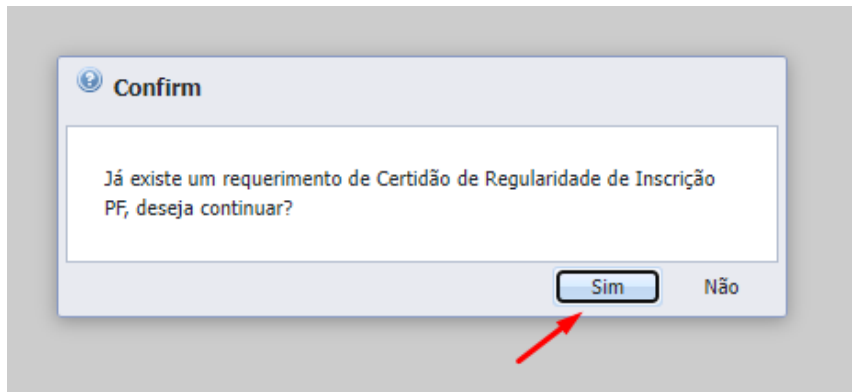 Confirm
Já existe um requerimento de Certidão de Regularidade de Inscrição
PF, deseja continuar?
Sim Não